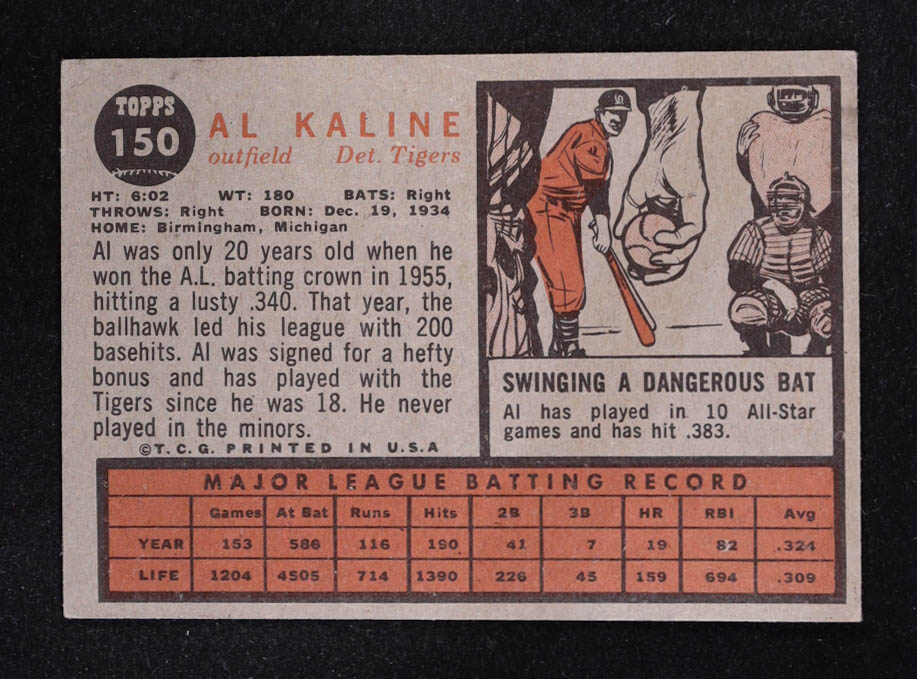 TOPPS
150
AL KALINE
outfield Det. Tigers
HT: 6:02 WT: 180 BATS: Right
THROWS: Right BORN: Dec. 19, 1934
HOME: Birmingham, Michigan
Al was only 20 years old when he
won the A.L. batting crown in 1955,
hitting a lusty .340. That year, the
ballhawk led his league with 200
basehits. Al was signed for a hefty
bonus and has played with the
Tigers since he was 18. He never
played in the minors.
©T. C. G. PRINTED IN U.S.A
SWINGING A DANGEROUS BAT
Al has played in 10 All-Star
games and has hit .383.
MAJOR LEAGUE BATTING RECORD
Games At Bat Runs Hits 2B 3B HR RBI Avg
YEAR 153 586 116 190 41 7 19 82 .324
LIFE 1204 4505 714 1390 226 45 159 694 .309